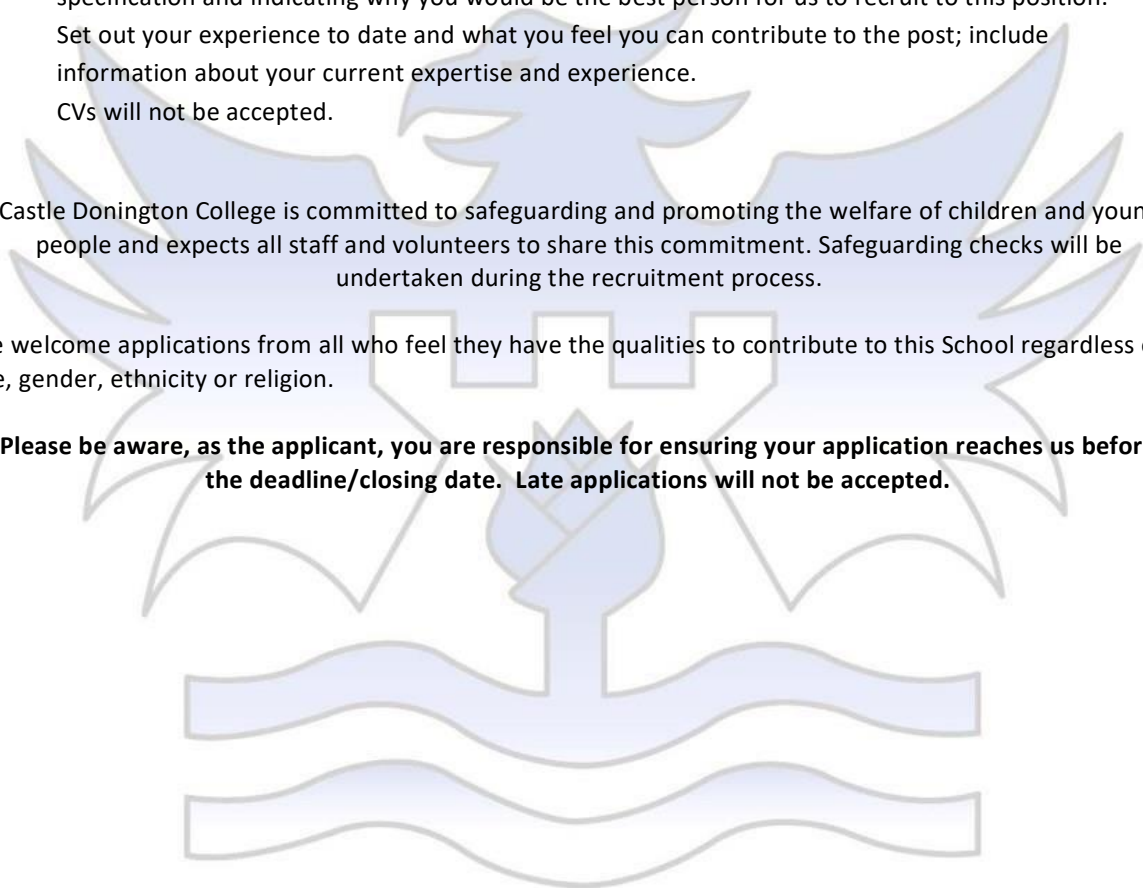 specification and indicating why you would be the best person for us to recruit to this position.
Set out your experience to date and what you feel you can contribute to the post; include
information about your current expertise and experience.
CVs will not be accepted.
Castle Donington College is committed to safeguarding and promoting the welfare of children and youn
people and expects all staff and volunteers to share this commitment. Safeguarding checks will be
undertaken during the recruitment process.
e welcome applications from all who feel they have the qualities to contribute to this School regardless
e, gender, ethnicity or religion.
Please be aware, as the applicant, you are responsible for ensuring your application reaches us befor
the deadline/closing date. Late applications will not be accepted.